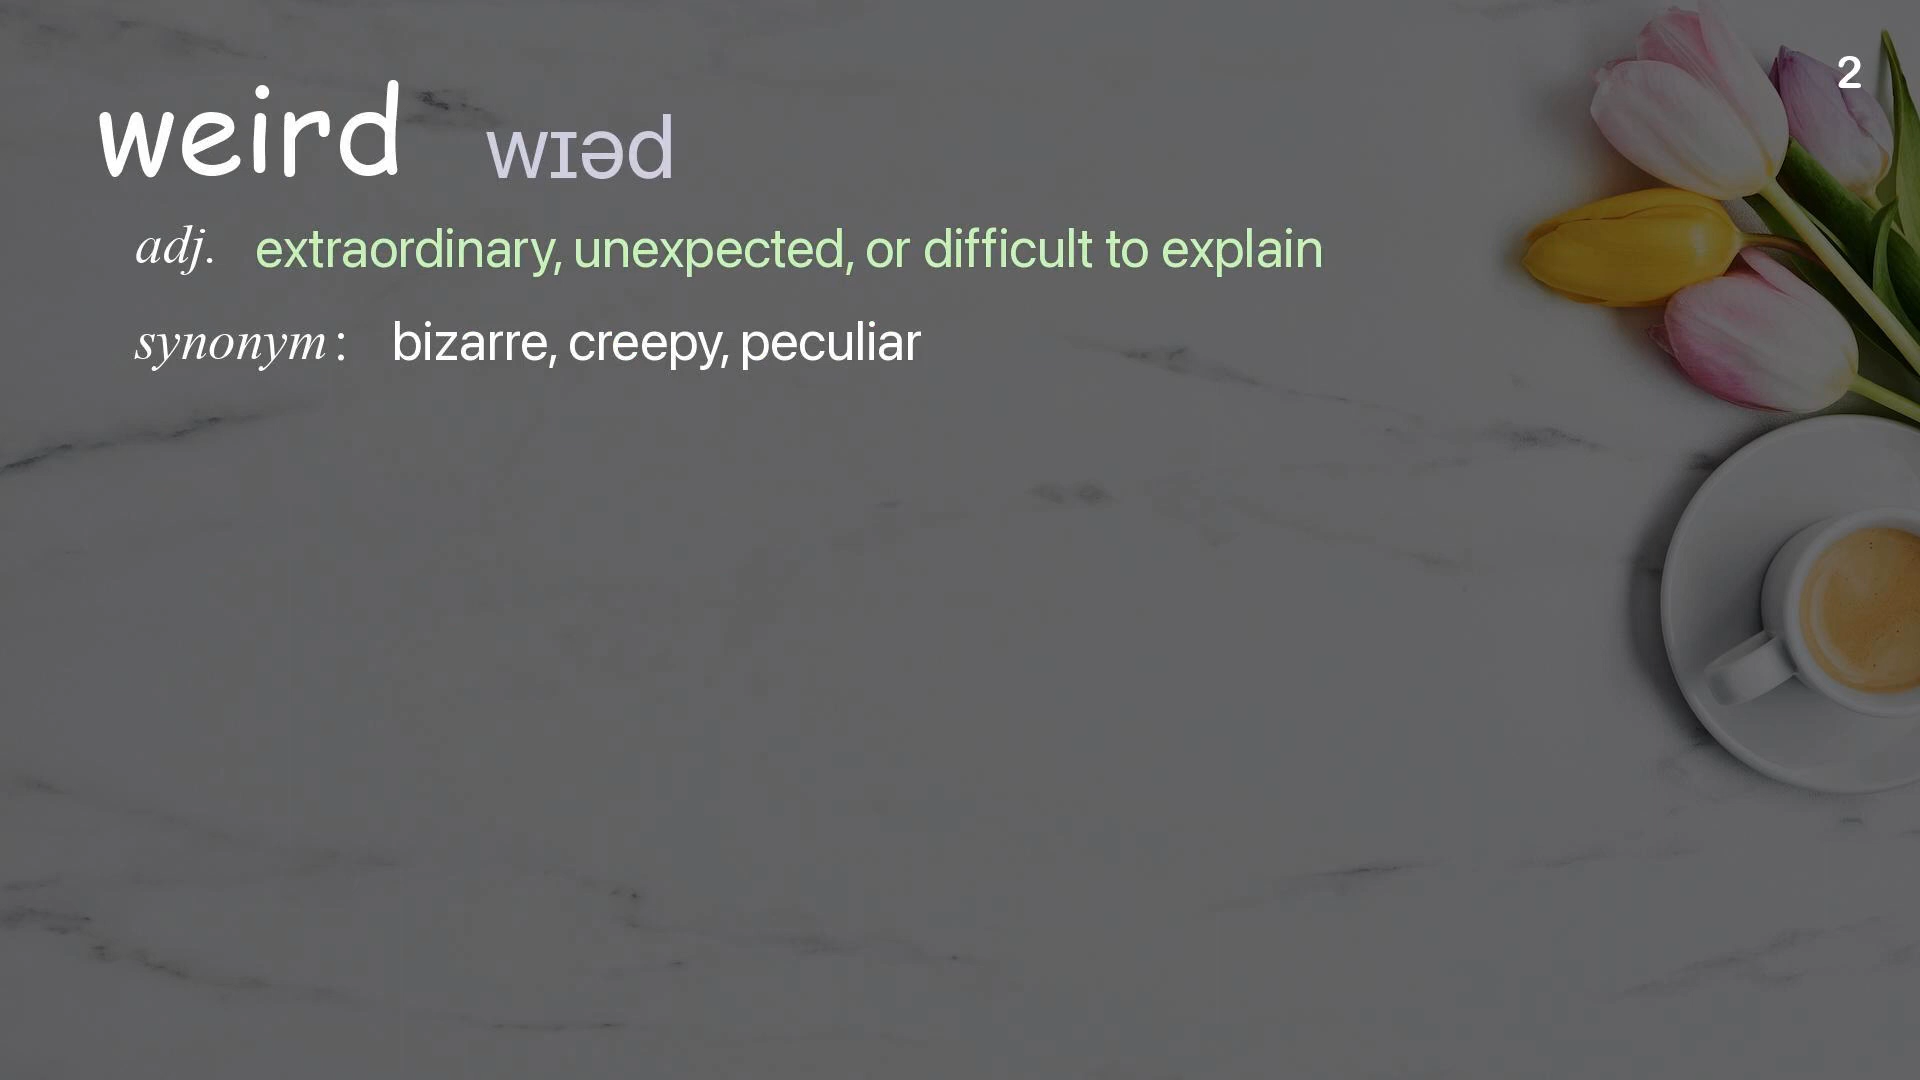 2
weird wɪəd
adj. extraordinary, unexpected, or difficult to explain
synonym: bizarre, creepy, peculiar